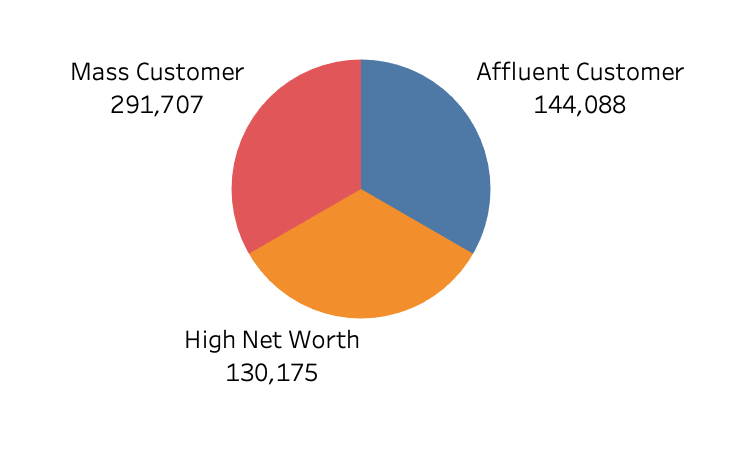 Mass Customer
291,707
Affluent Customer
144,088
High Net Worth
130,175